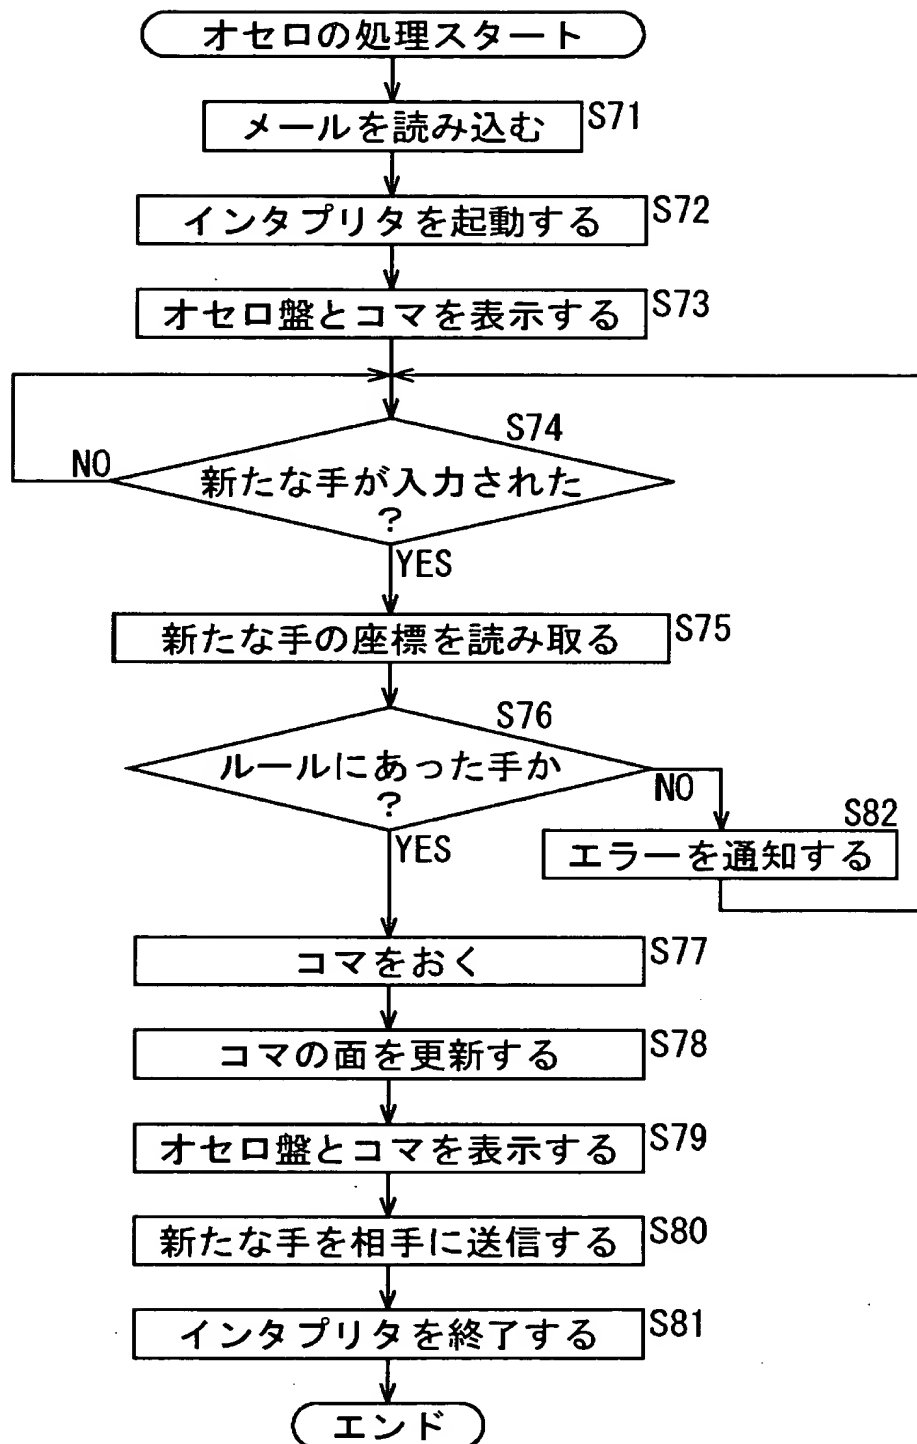 オセロの処理スタート
メールを読み込む
S71
インタプリタを起動する
S72
オセロ盤とコマを表示する
S73
S74
新たな手が入力された
?
NO
YES
新たな手の座標を読み取る
S75
S76
ルールにあった手か
?
NO
YES
S82
エラーを通知する
コマをおく
S77
コマの面を更新する
S78
オセロ盤とコマを表示する
S79
新たな手を相手に送信する
S80
インタプリタを終了する
S81
エンド